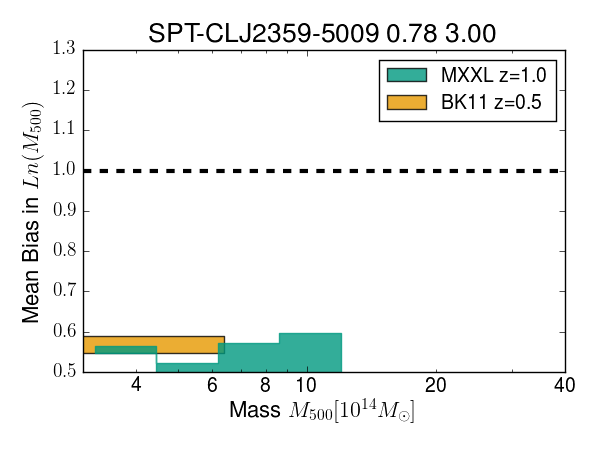 SPT-CLJ2359-5009 0.78 3.00
MXXL z=1.0
BK11 z=0.5
Mean Bias in Ln(M₅₀₀)
1.3
1.2
1.1
1.0
0.9
0.8
0.7
0.6
0.5
4 6 8 10 20 40
Mass M₅₀₀[10¹⁴M☉]